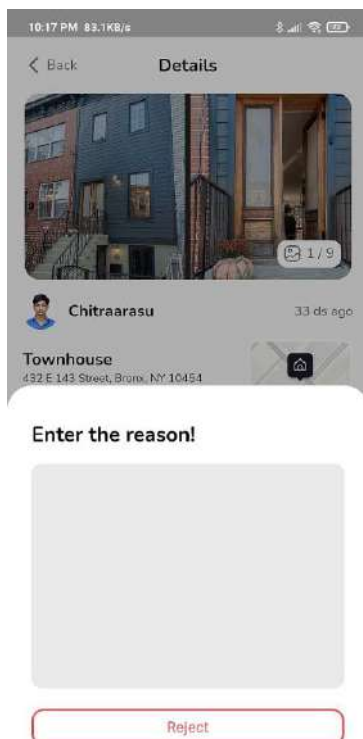 10:17 PM 83.1KB/s
Back
Details
1/9
Chitraarasu
33 ds ago
Townhouse
432 E 143 Street, Bronx, NY 10454
Enter the reason!
Reject